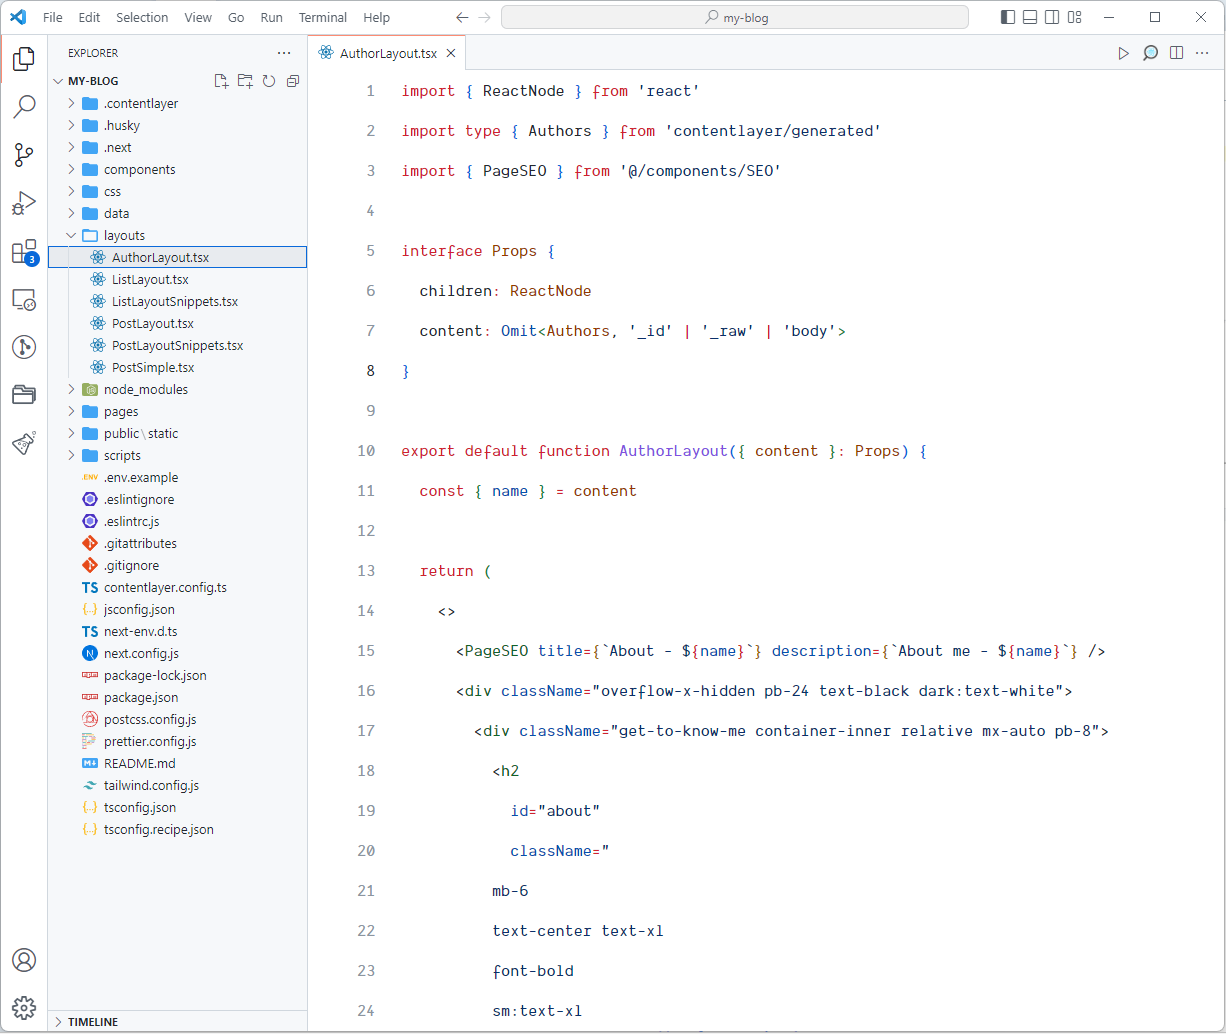 File Edit Selection View Go Run Terminal Help
my-blog
EXPLORER
MY-BLOG
.contentlayer
.husky
.next
components
css
data
layouts
AuthorLayout.tsx
ListLayout.tsx
ListLayoutSnippets.tsx
PostLayout.tsx
PostLayoutSnippets.tsx
PostSimple.tsx
node_modules
pages
public\static
scripts
.ENV .env.example
.eslintignore
.eslintrc.js
.gitattributes
.gitignore
TS contentlayer.config.ts
{..} jsconfig.json
TS next-env.d.ts
N next.config.js
npm package-lock.json
npm package.json
postcss.config.js
prettier.config.js
M↓ README.md
tailwind.config.js
{..} tsconfig.json
{..} tsconfig.recipe.json
TIMELINE
3
AuthorLayout.tsx
1 import { ReactNode } from 'react'
2 import type { Authors } from 'contentlayer/generated'
3 import { PageSEO } from '@/components/SEO'
4
5 interface Props {
6 children: ReactNode
7 content: Omit<Authors, '_id' | '_raw' | 'body'>
8 }
9
10 export default function AuthorLayout({ content }: Props) {
11 const { name } = content
12
13 return (
14 <>
15 <PageSEO title={`About - ${name}`} description={`About me - ${name}`} />
16 <div className="overflow-x-hidden pb-24 text-black dark:text-white">
17 <div className="get-to-know-me container-inner relative mx-auto pb-8">
18 <h2
19 id="about"
20 className="
21 mb-6
22 text-center text-xl
23 font-bold
24 sm:text-xl